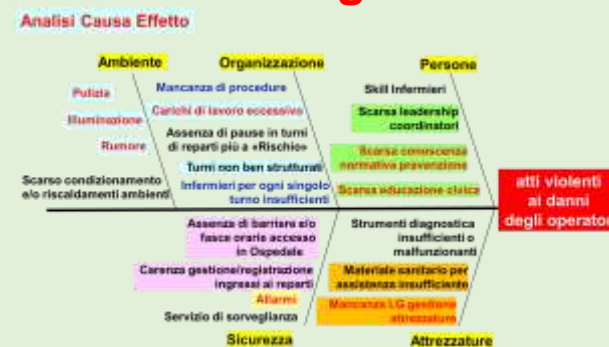 Analisi Causa Effetto
Ambiente
Organizzazione
Persone
Pulizia
Illuminazione
Rumore
Scarso condizionamento
e/o riscaldamenti ambienti
Mancanza di procedure
Carichi di lavoro eccessivo
Assenza di pause in turni
di reparti più a «Rischio»
Turni non ben strutturati
Infermieri per ogni singolo
turno insufficienti
Skill Infermieri
Scarsa leadership
coordinatori
Scarsa conoscenza
normativa prevenzione
Scarsa educazione civica
atti violenti
ai danni
degli operator
Assenza di barriere e/o
fasce orarie accesso
in Ospedale
Carenza gestione/registrazione
ingressi ai reparti
Allarmi
Servizio di sorveglianza
Strumenti diagnostica
insufficienti o
malfunzionanti
Materiale sanitario per
assistenza insufficiente
Mancanza LG gestione
attrezzature
Sicurezza
Attrezzature